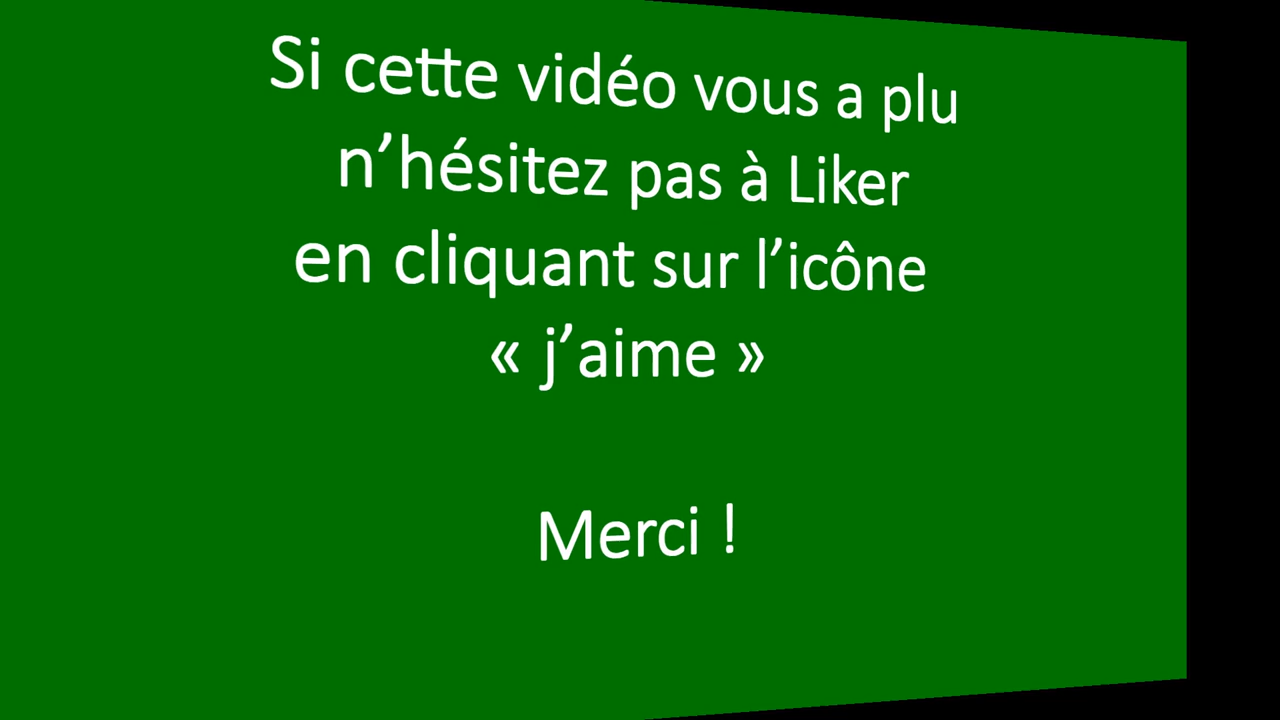 Si cette vidéo vous a plu
n’hésitez pas à Liker
en cliquant sur l’icône
« j’aime »
Merci !